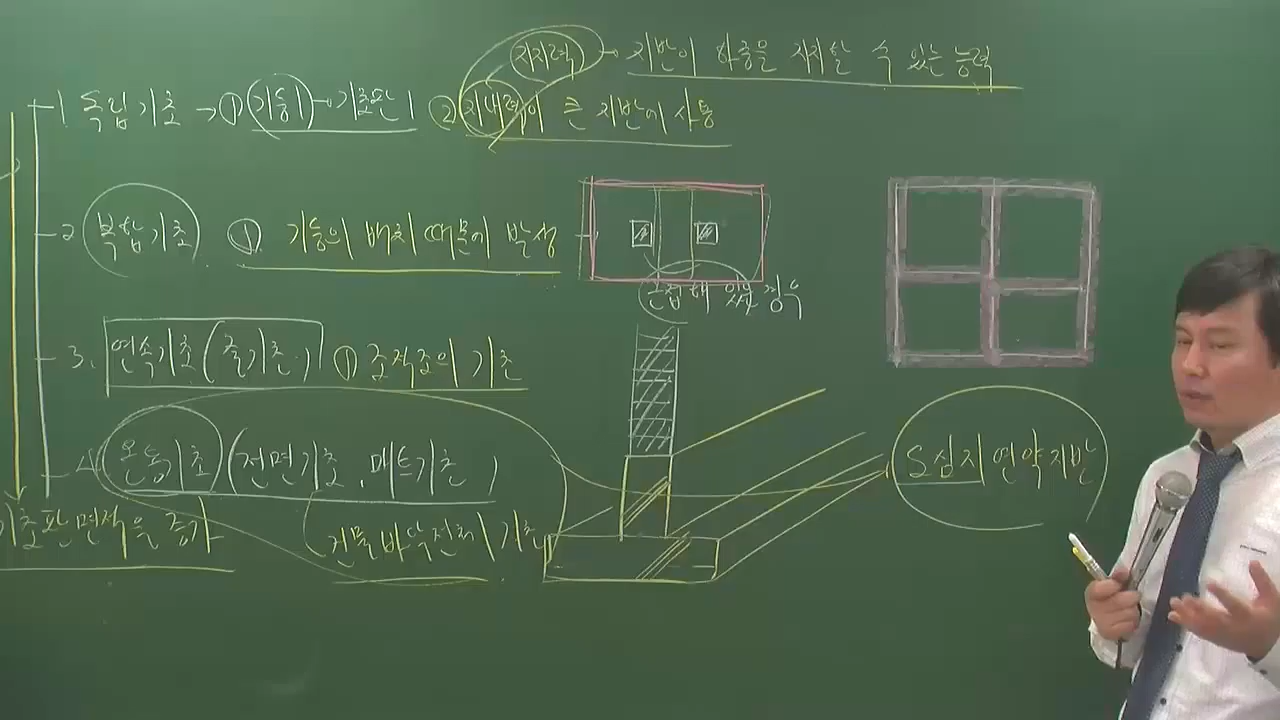 지지력 → 지반이 하중을 지지할 수 있는 능력
1 독립기초 → ① 기둥1 → 기초판1 ② 지내력이 큰 지반에 사용
2 복합기초 ① 기둥의 배치 때문에 발생
근접해 있는 경우
3. 연속기초(줄기초) ① 조적조의 기초
4 온통기초 (전면기초, 매트기초)
도심지 연약지반
기초판 면적을 증가
건물바닥전체 1기초